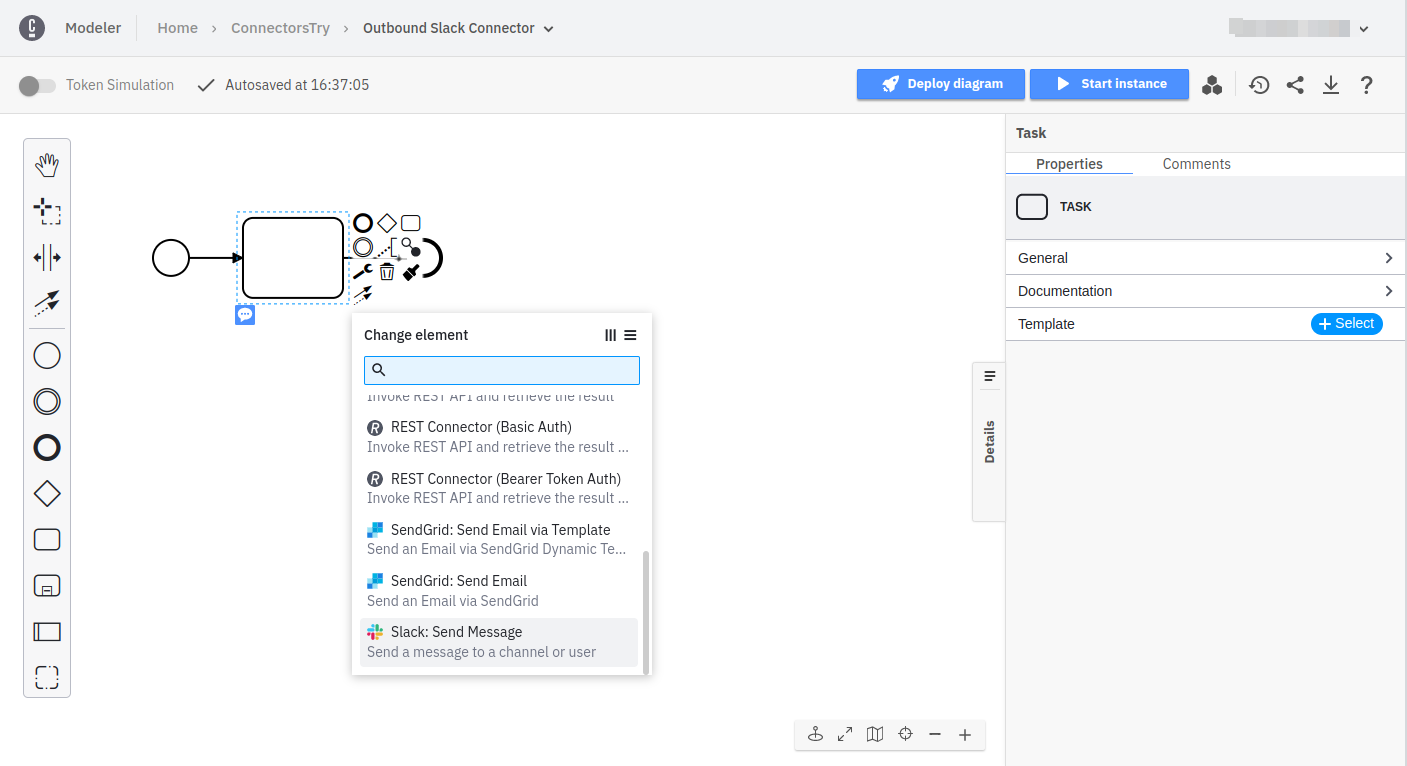 Modeler
Home › ConnectorsTry › Outbound Slack Connector
Token Simulation
Autosaved at 16:37:05
Deploy diagram
Start instance
Task
Properties
Comments
TASK
General
Documentation
Template
+ Select
Details
Change element
Invoke REST API and retrieve the result
REST Connector (Basic Auth)
Invoke REST API and retrieve the result ...
REST Connector (Bearer Token Auth)
Invoke REST API and retrieve the result ...
SendGrid: Send Email via Template
Send an Email via SendGrid Dynamic Te...
SendGrid: Send Email
Send an Email via SendGrid
Slack: Send Message
Send a message to a channel or user